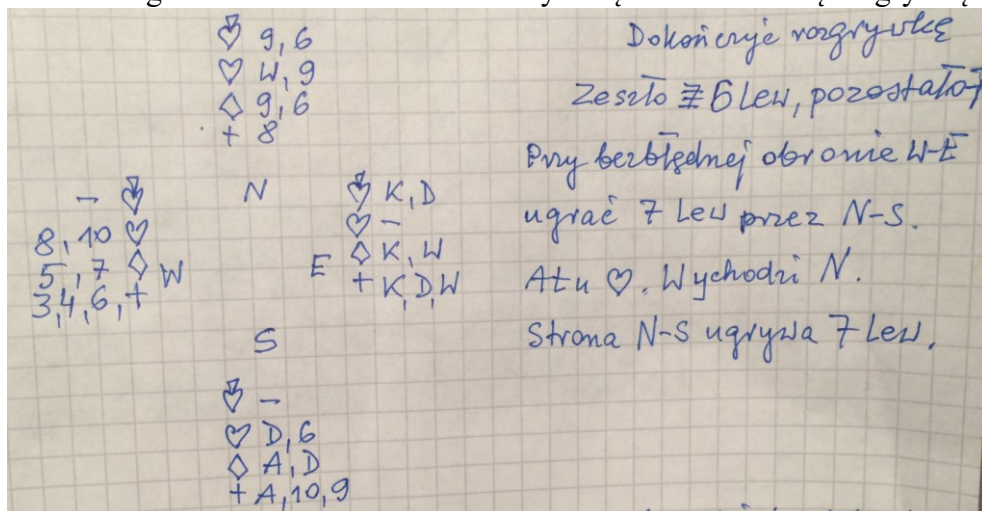 ♤ 9,6
♡ W,9
◇ 9,6
+ 8
N
– ♤
8,10 ♡
5,7 ◇
3,4,6,+
W
E
♤ K,D
♡ –
◇ K,W
+ K,D,W
S
♤ –
♡ D,6
◇ A,D
+ A,10,9
Dokończyć rozgrywkę
Zeszło 6 lew, pozostało 7
Przy bezbłędnej obronie W-E
ugrać 7 lew przez N-S.
Atu ♡. Wychodzi N.
Strona N-S ugrywa 7 lew.